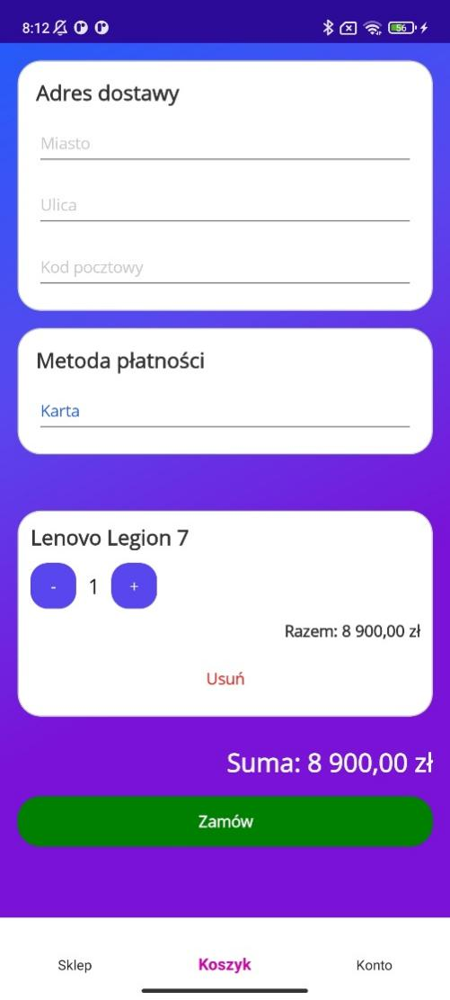 8:12
56
Adres dostawy
Miasto
Ulica
Kod pocztowy
Metoda płatności
Karta
Lenovo Legion 7
- 1 +
Razem: 8 900,00 zł
Usuń
Suma: 8 900,00 zł
Zamów
Sklep Koszyk Konto